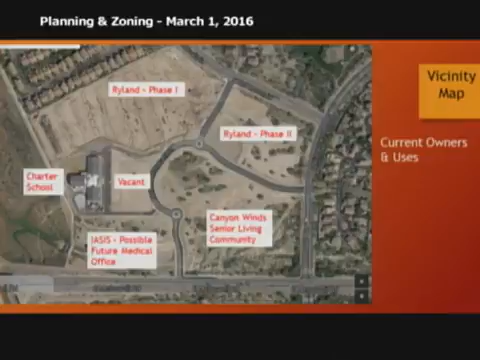 Planning & Zoning - March 1, 2016
Vicinity
Map
Ryland - Phase I
Ryland - Phase II
Current Owners
& Uses
Charter
School
Vacant
Canyon Winds
Senior Living
Community
IASIS - Possible
Future Medical
Office